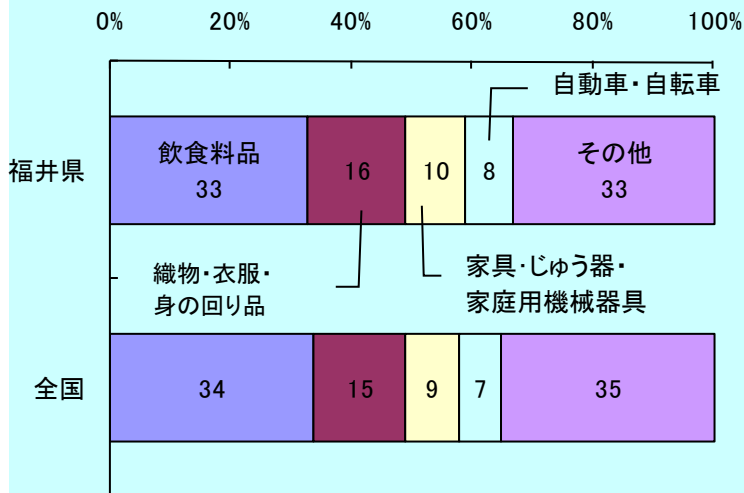 0% 20% 40% 60% 80% 100%
自動車・自転車
福井県
飲食料品
33
16
10
8
その他
33
織物・衣服・
身の回り品
家具・じゅう器・
家庭用機械器具
全国
34
15
9
7
35